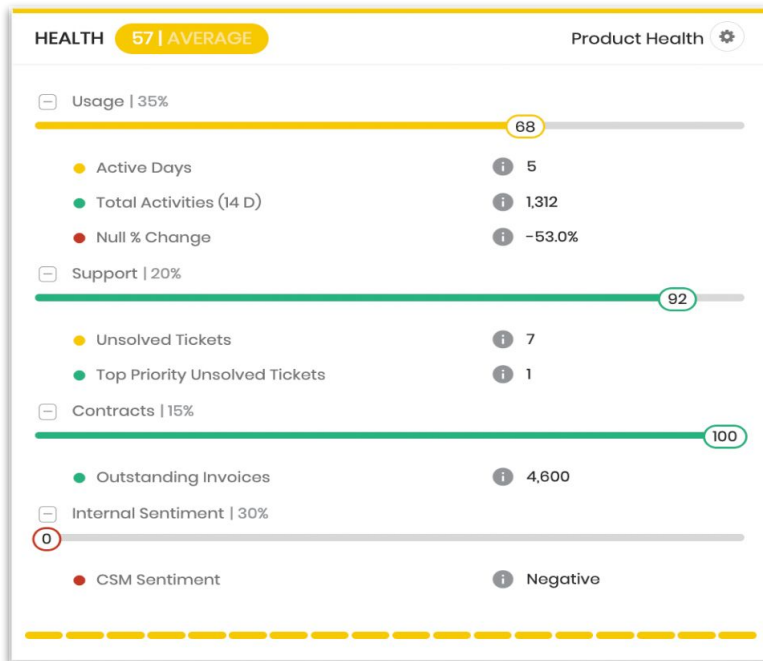 HEALTH 57 | AVERAGE Product Health
Usage | 35%
68
Active Days 5
Total Activities (14 D) 1,312
Null % Change -53.0%
Support | 20%
92
Unsolved Tickets 7
Top Priority Unsolved Tickets 1
Contracts | 15%
100
Outstanding Invoices 4,600
Internal Sentiment | 30%
0
CSM Sentiment Negative